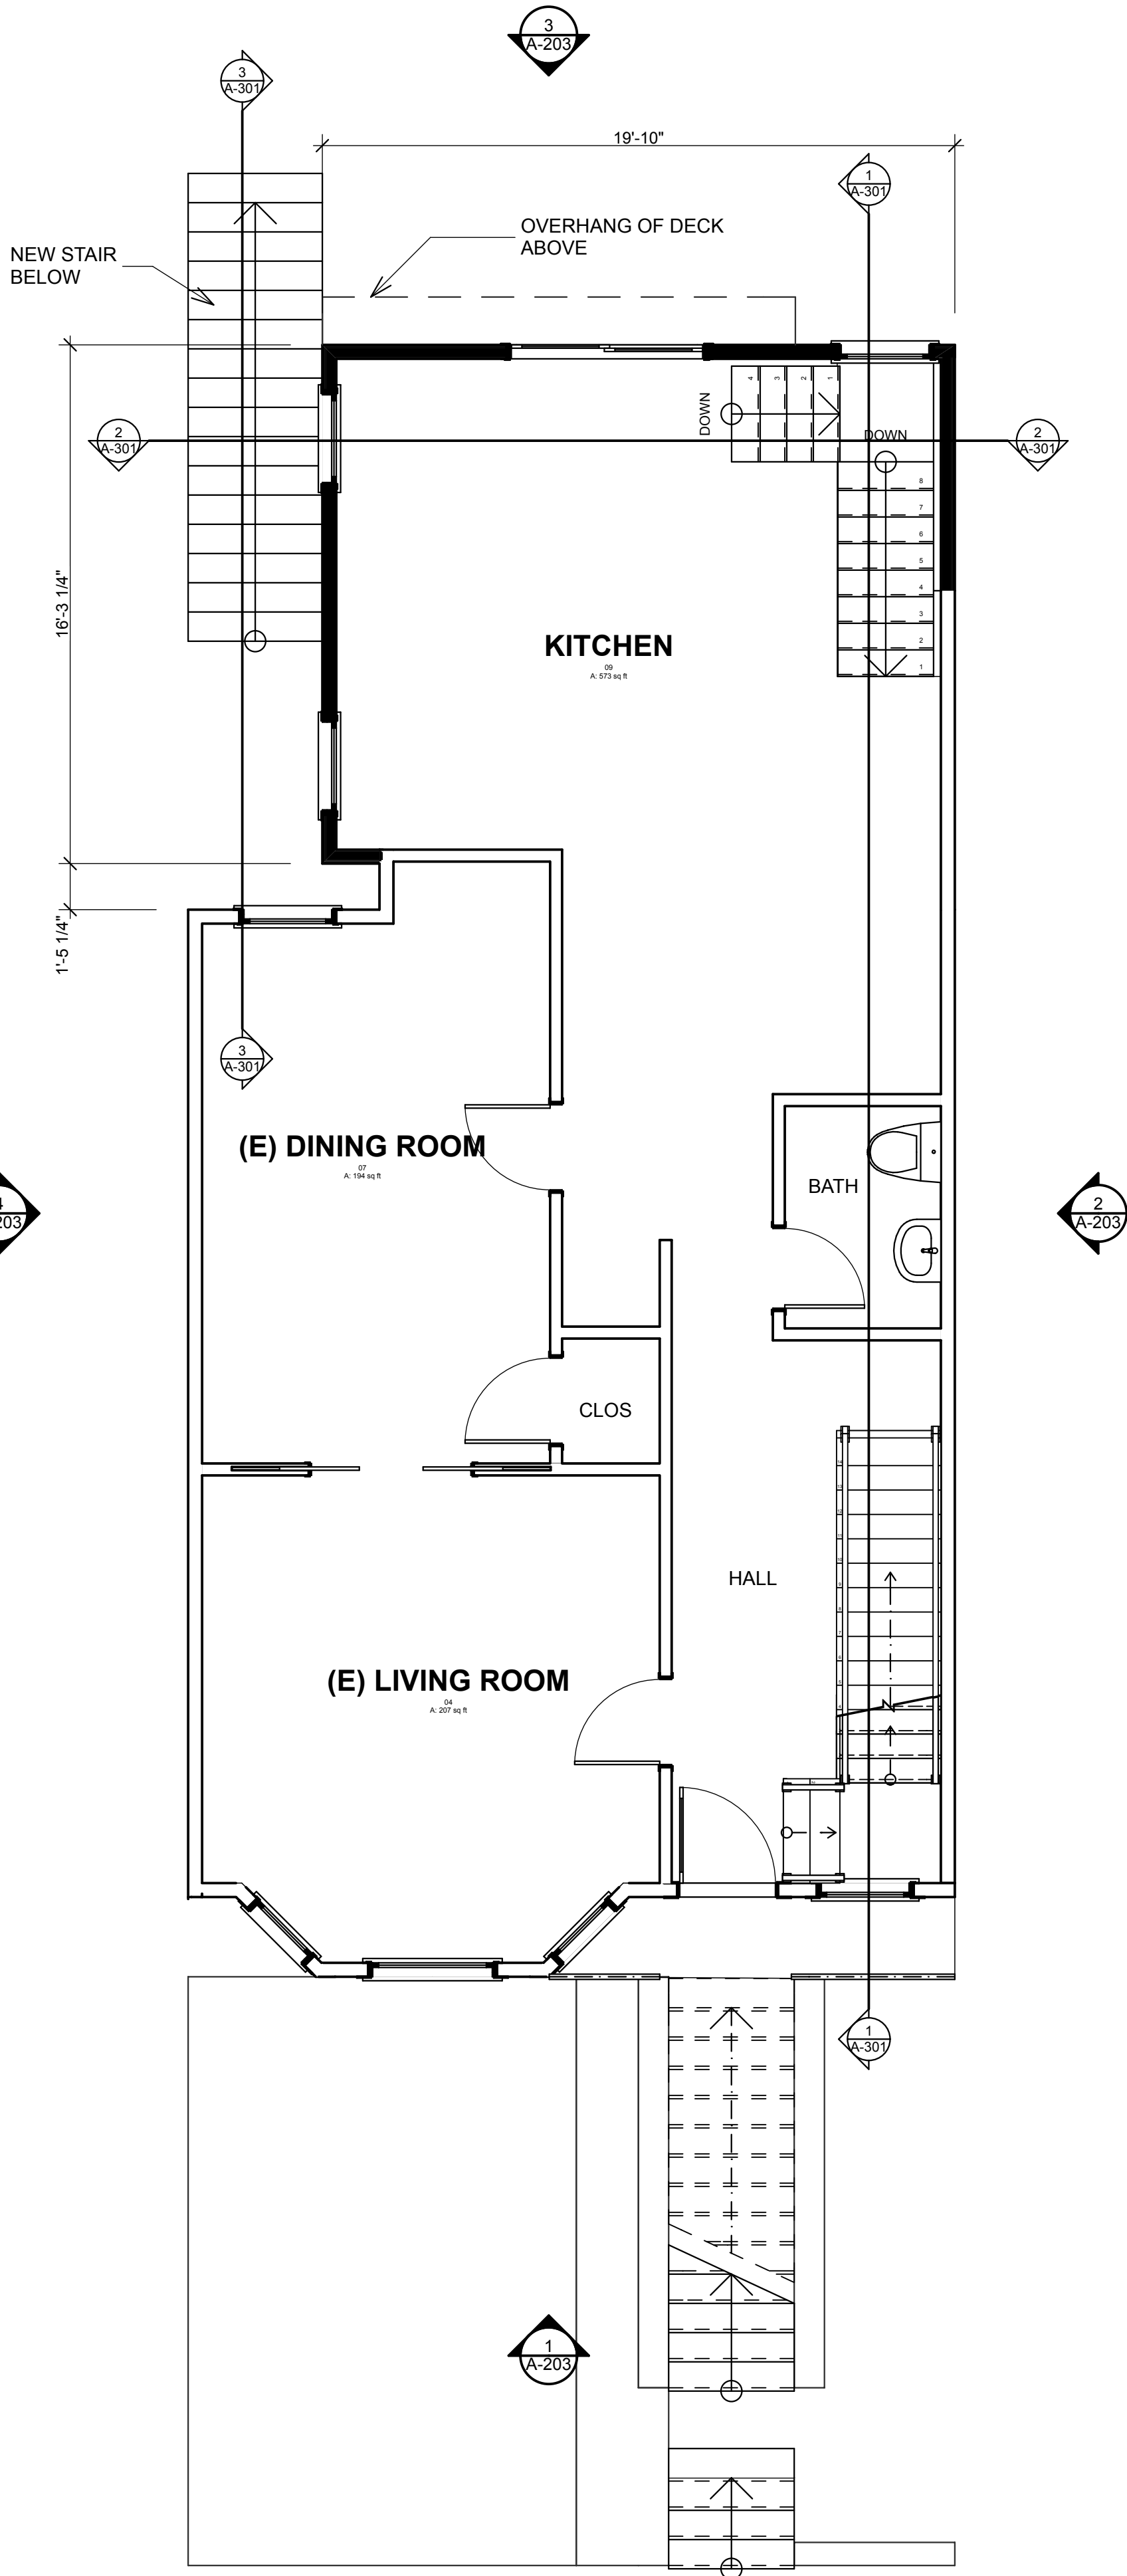 3
A-203
3
A-301
19'-10"
1
A-301
OVERHANG OF DECK
ABOVE
NEW STAIR
BELOW
4
3
2
1
DOWN
DOWN
2
A-301
2
A-301
8
7
6
5
4
3
2
1
16'-3 1/4"
KITCHEN
09
A: 573 sq ft
1'-5 1/4"
3
A-301
(E) DINING ROOM
07
A: 194 sq ft
BATH
4
203
2
A-203
CLOS
HALL
(E) LIVING ROOM
04
A: 207 sq ft
1
A-301
1
A-203